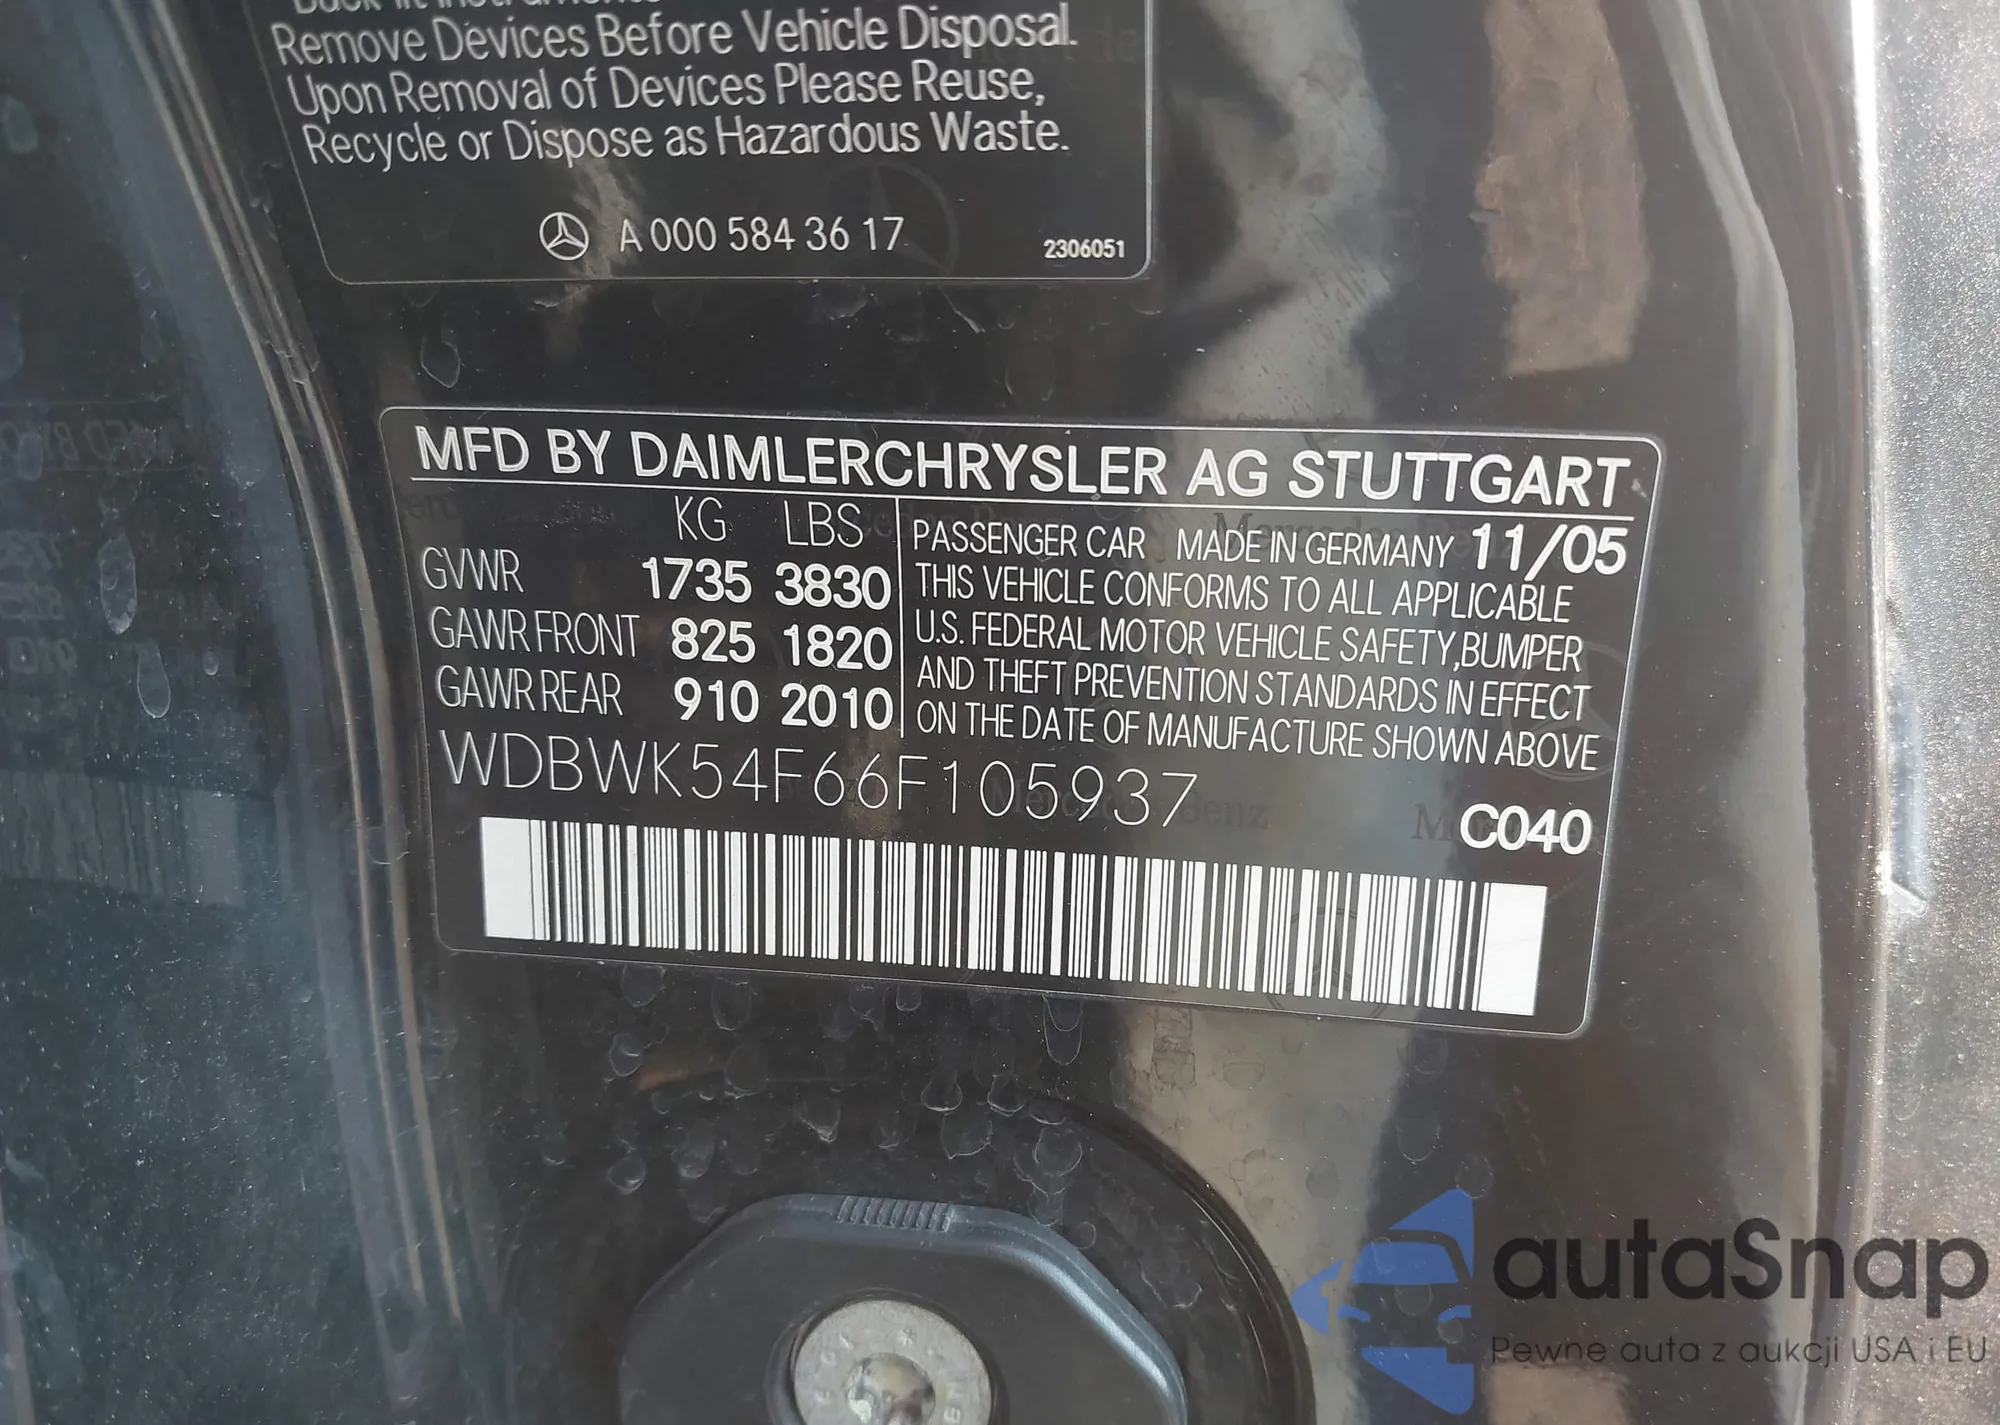 Remove Devices Before Vehicle Disposal.
Upon Removal of Devices Please Reuse,
Recycle or Dispose as Hazardous Waste.
A 000 584 36 17
2306051
MFD BY DAIMLERCHRYSLER AG STUTTGART
KG LBS
GVWR 1735 3830
GAWR FRONT 825 1820
GAWR REAR 910 2010
PASSENGER CAR MADE IN GERMANY 11/05
THIS VEHICLE CONFORMS TO ALL APPLICABLE
U.S. FEDERAL MOTOR VEHICLE SAFETY,BUMPER
AND THEFT PREVENTION STANDARDS IN EFFECT
ON THE DATE OF MANUFACTURE SHOWN ABOVE
WDBWK54F66F105937
C040
autaSnap
Pewne auta z aukcji USA i EU